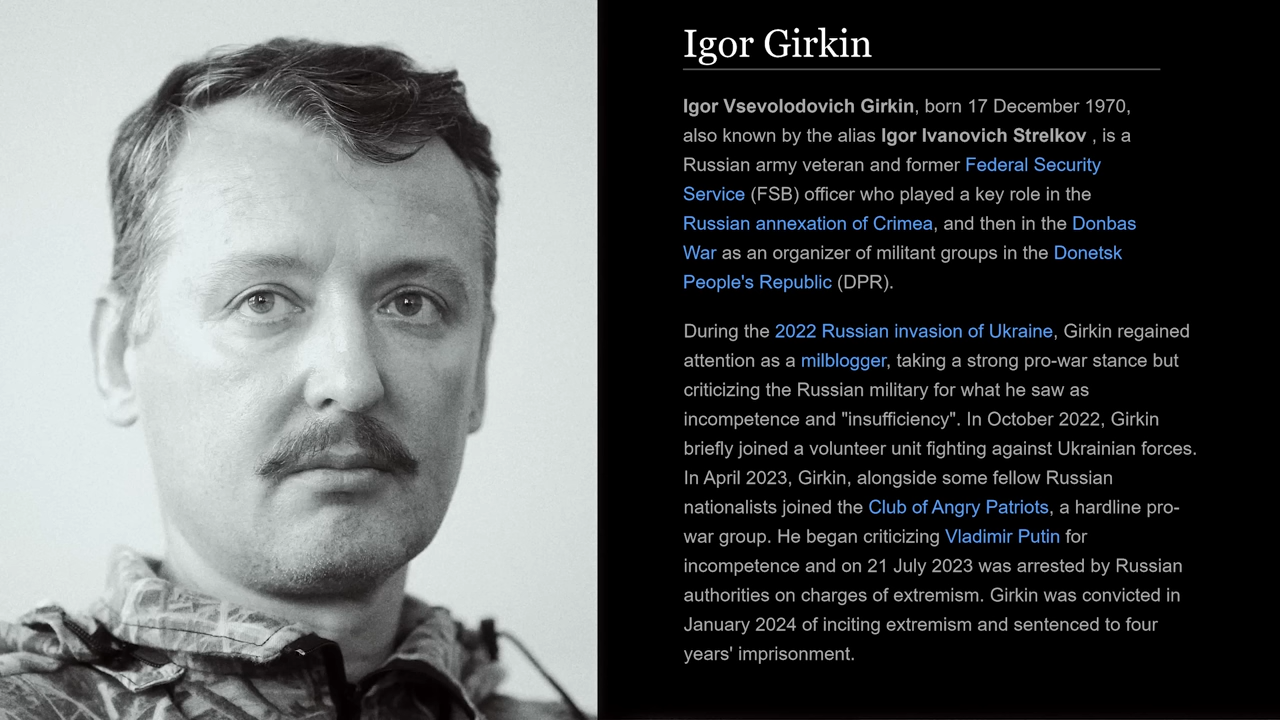 Igor Girkin
Igor Vsevolodovich Girkin, born 17 December 1970,
also known by the alias Igor Ivanovich Strelkov , is a
Russian army veteran and former Federal Security
Service (FSB) officer who played a key role in the
Russian annexation of Crimea, and then in the Donbas
War as an organizer of militant groups in the Donetsk
People's Republic (DPR).
During the 2022 Russian invasion of Ukraine, Girkin regained
attention as a milblogger, taking a strong pro-war stance but
criticizing the Russian military for what he saw as
incompetence and "insufficiency". In October 2022, Girkin
briefly joined a volunteer unit fighting against Ukrainian forces.
In April 2023, Girkin, alongside some fellow Russian
nationalists joined the Club of Angry Patriots, a hardline pro-
war group. He began criticizing Vladimir Putin for
incompetence and on 21 July 2023 was arrested by Russian
authorities on charges of extremism. Girkin was convicted in
January 2024 of inciting extremism and sentenced to four
years' imprisonment.